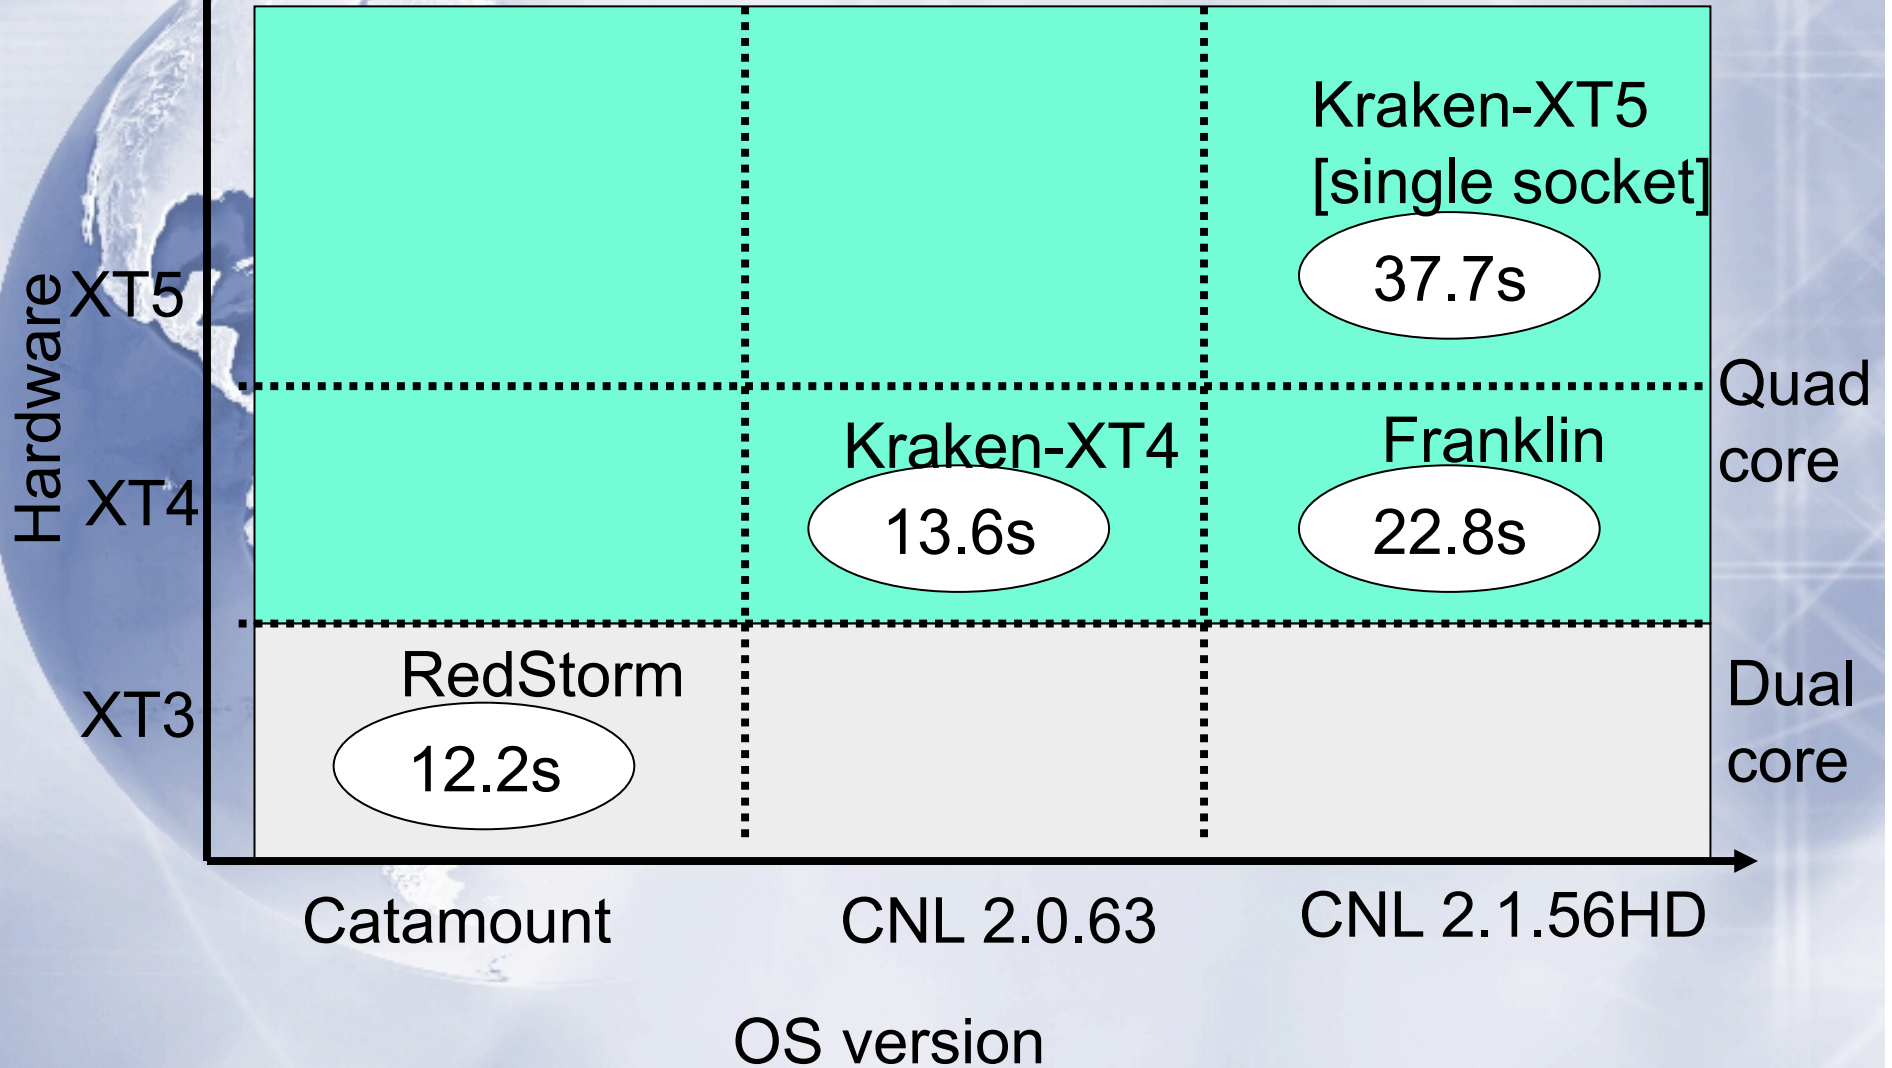 Kraken-XT5
[single socket]
37.7s
Hardware
XT5
Quad
core
Kraken-XT4
Franklin
XT4
13.6s
22.8s
RedStorm
Dual
core
XT3
12.2s
Catamount
CNL 2.0.63
CNL 2.1.56HD
OS version